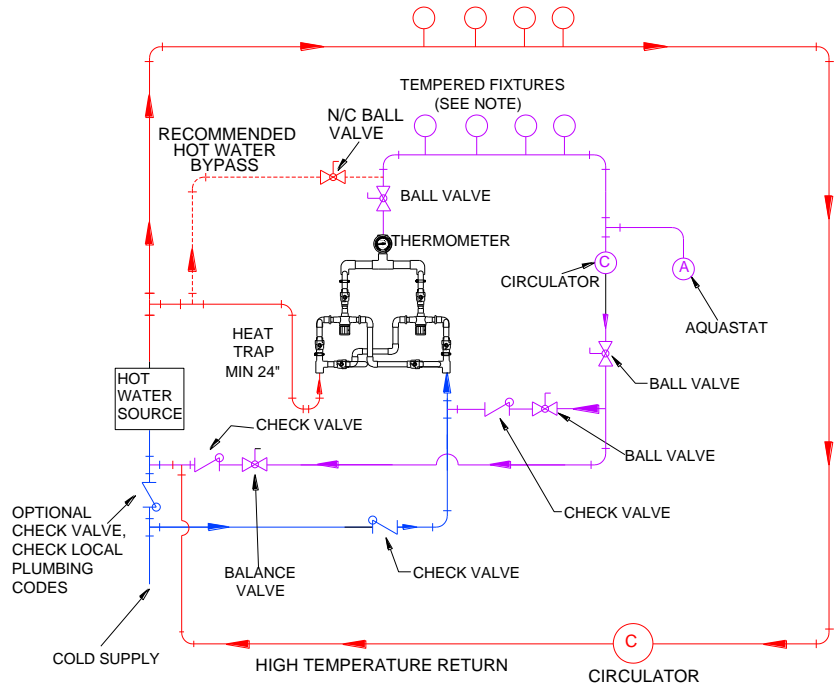 TEMPERED FIXTURES
(SEE NOTE)
N/C BALL
VALVE
RECOMMENDED
HOT WATER
BYPASS
BALL VALVE
THERMOMETER
C
CIRCULATOR
A
AQUASTAT
HEAT
TRAP
MIN 24"
BALL VALVE
HOT
WATER
SOURCE
CHECK VALVE
BALL VALVE
CHECK VALVE
OPTIONAL
CHECK VALVE,
CHECK LOCAL
PLUMBING
CODES
BALANCE
VALVE
CHECK VALVE
COLD SUPPLY
HIGH TEMPERATURE RETURN
C
CIRCULATOR